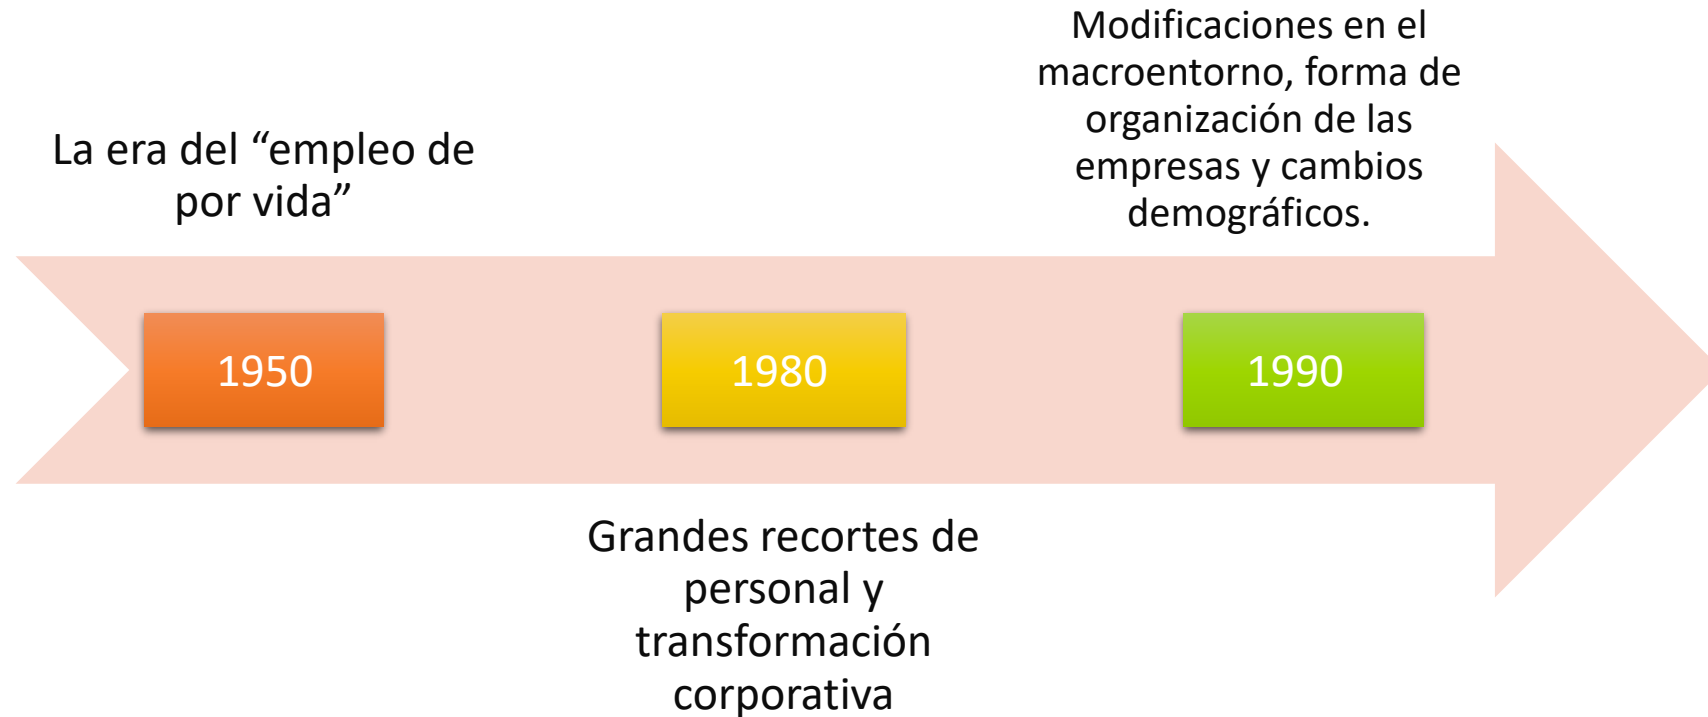 La era del “empleo de
por vida”
1950
1980
Grandes recortes de
personal y
transformación
corporativa
Modificaciones en el
macroentorno, forma de
organización de las
empresas y cambios
demográficos.
1990